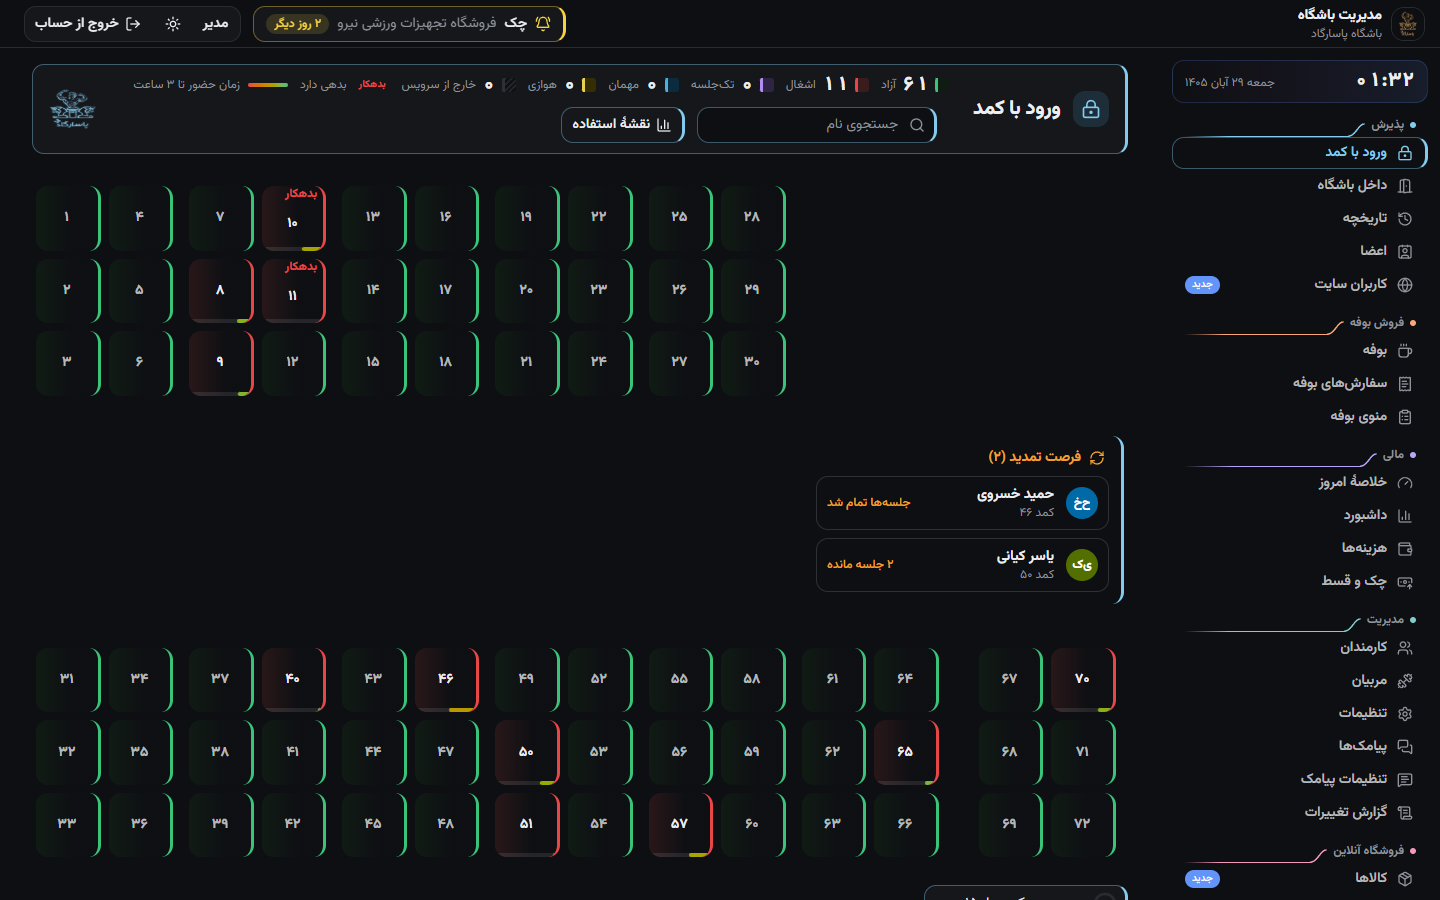 مدیریت باشگاه
باشگاه پاسارگاد
چک فروشگاه تجهیزات ورزشی نیرو ۲ روز دیگر
مدیر
خروج از حساب
۰۱:۳۲
جمعه ۲۹ آبان ۱۴۰۵
پذیرش
ورود با کمد
داخل باشگاه
تاریخچه
اعضا
کاربران سایت جدید
فروش بوفه
بوفه
سفارش‌های بوفه
منوی بوفه
مالی
خلاصهٔ امروز
داشبورد
هزینه‌ها
چک و قسط
مدیریت
کارمندان
مربیان
تنظیمات
پیامک‌ها
تنظیمات پیامک
گزارش تغییرات
فروشگاه آنلاین
کالاها جدید
ورود با کمد
۶۱ آزاد ۱۱ اشغال ۰ تک‌جلسه ۰ مهمان ۰ هوازی ۰ خارج از سرویس بدهکار بدهی دارد زمان حضور تا ۳ ساعت
جستجوی نام
نقشهٔ استفاده
پاسارگاد
بدهکار
۱ ۴ ۷ ۱۰ ۱۳ ۱۶ ۱۹ ۲۲ ۲۵ ۲۸
بدهکار
۲ ۵ ۸ ۱۱ ۱۴ ۱۷ ۲۰ ۲۳ ۲۶ ۲۹
۳ ۶ ۹ ۱۲ ۱۵ ۱۸ ۲۱ ۲۴ ۲۷ ۳۰
فرصت تمدید (۲)
ح‌خ
حمید خسروی
کمد ۴۶
جلسه‌ها تمام شد
ی‌ک
یاسر کیانی
کمد ۵۰
۲ جلسه مانده
۳۱ ۳۴ ۳۷ ۴۰ ۴۳ ۴۶ ۴۹ ۵۲ ۵۵ ۵۸ ۶۱ ۶۴ ۶۷ ۷۰
۳۲ ۳۵ ۳۸ ۴۱ ۴۴ ۴۷ ۵۰ ۵۳ ۵۶ ۵۹ ۶۲ ۶۵ ۶۸ ۷۱
۳۳ ۳۶ ۳۹ ۴۲ ۴۵ ۴۸ ۵۱ ۵۴ ۵۷ ۶۰ ۶۳ ۶۶ ۶۹ ۷۲